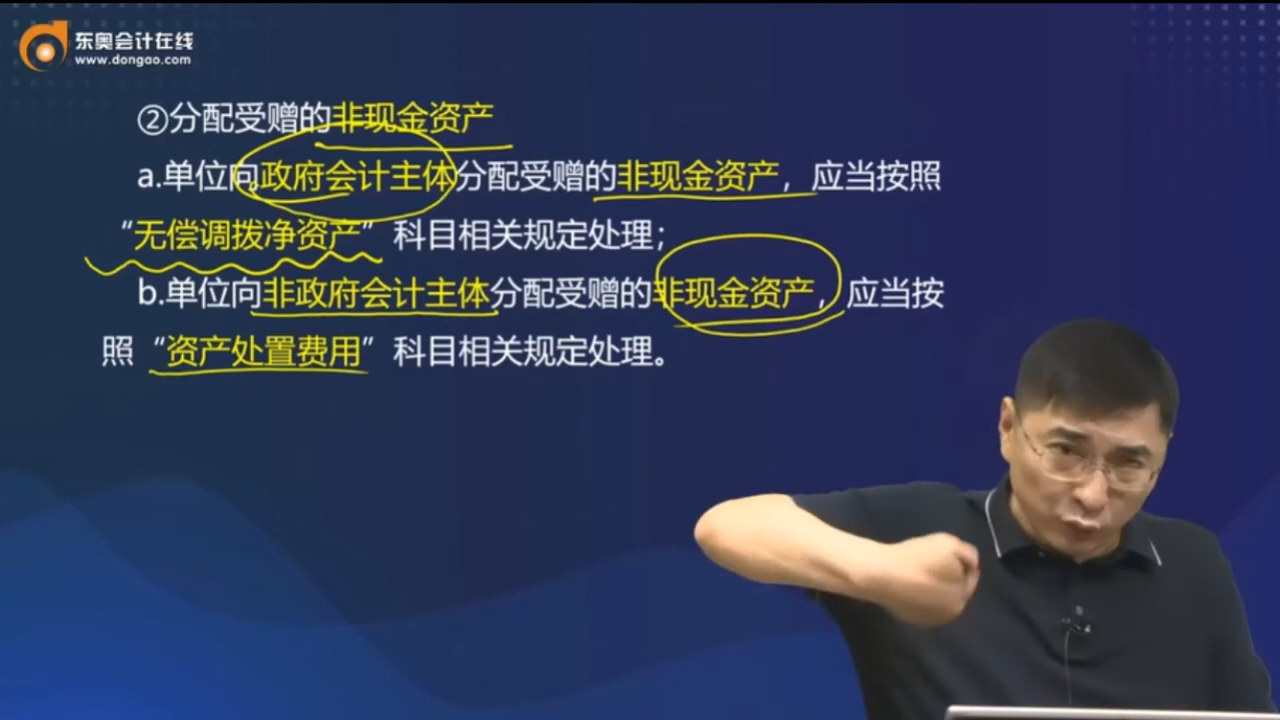 东奥会计在线
www.dongao.com
②分配受赠的非现金资产
a.单位向政府会计主体分配受赠的非现金资产，应当按照
“无偿调拨净资产”科目相关规定处理；
b.单位向非政府会计主体分配受赠的非现金资产，应当按
照“资产处置费用”科目相关规定处理。